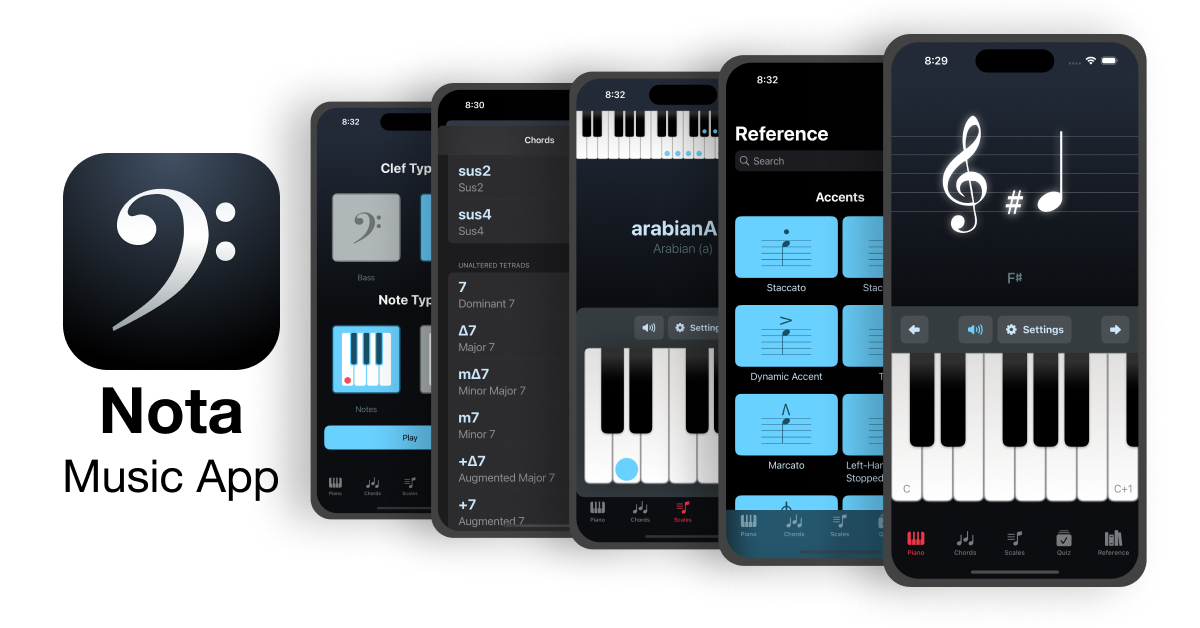 Nota
Music App
8:32
Clef Typ
Bass
Note Typ
Notes
Play
Piano
Chords
Scales
8:30
Chords
sus2
Sus2
sus4
Sus4
UNALTERED TETRADS
7
Dominant 7
Δ7
Major 7
mΔ7
Minor Major 7
m7
Minor 7
+Δ7
Augmented Major 7
+7
Augmented 7
8:32
arabianA
Arabian (a)
Setting
Piano
Chords
Scales
8:32
Reference
Search
Accents
Staccato
Stac
Dynamic Accent
T
Marcato
Left-Har
Stopped
Piano
Chords
Scales
Q
8:29
F#
Settings
C
C+1
Piano
Chords
Scales
Quiz
Reference